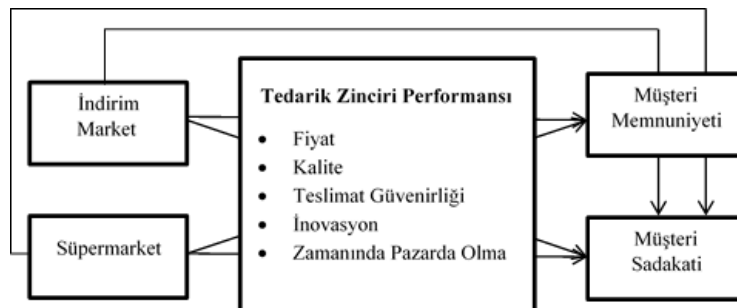 İndirim
Market
Süpermarket
Tedarik Zinciri Performansı
• Fiyat
• Kalite
• Teslimat Güvenirliği
• İnovasyon
• Zamanında Pazarda Olma
Müşteri
Memnuniyeti
Müşteri
Sadakati